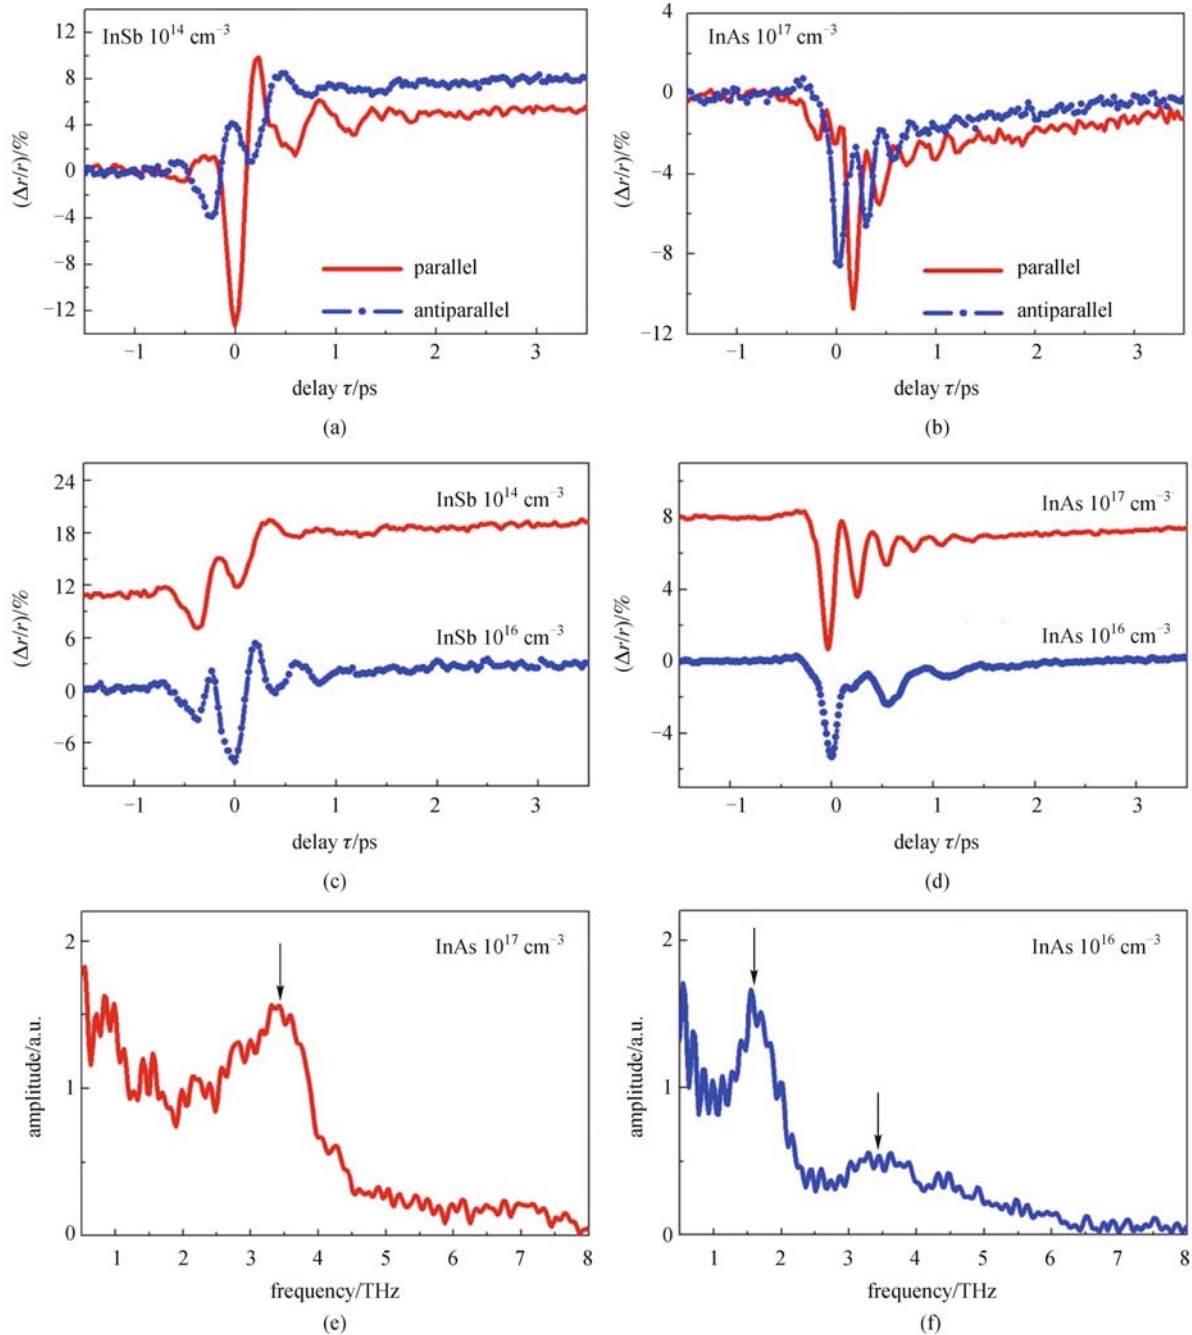 InSb 10¹⁴ cm⁻³
12
8
4
0
−4
−8
−12
(Δr/r)/%
parallel
antiparallel
−1 0 1 2 3
delay τ/ps
(a)
InAs 10¹⁷ cm⁻³
4
0
−4
−8
−12
(Δr/r)/%
parallel
antiparallel
−1 0 1 2 3
delay τ/ps
(b)
24
18
12
6
0
−6
(Δr/r)/%
InSb 10¹⁴ cm⁻³
InSb 10¹⁶ cm⁻³
−1 0 1 2 3
delay τ/ps
(c)
8
4
0
−4
(Δr/r)/%
InAs 10¹⁷ cm⁻³
InAs 10¹⁶ cm⁻³
−1 0 1 2 3
delay τ/ps
(d)
InAs 10¹⁷ cm⁻³
2
1
0
amplitude/a.u.
1 2 3 4 5 6 7 8
frequency/THz
(e)
InAs 10¹⁶ cm⁻³
2
1
0
amplitude/a.u.
1 2 3 4 5 6 7 8
frequency/THz
(f)